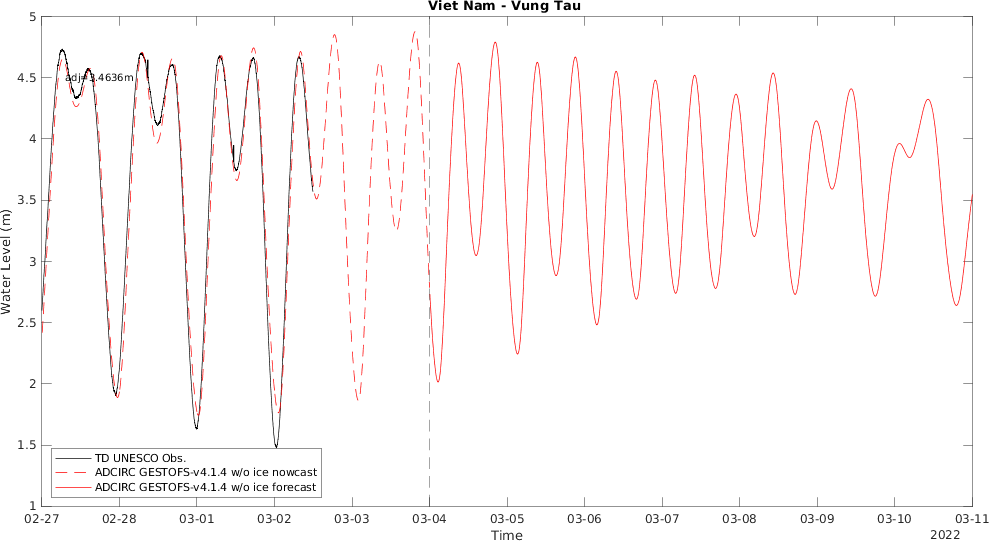 Viet Nam - Vung Tau
5
4.5
4
3.5
3
2.5
2
1.5
1
Water Level (m)
adj=3.4636m
TD UNESCO Obs.
ADCIRC GESTOFS-v4.1.4 w/o ice nowcast
ADCIRC GESTOFS-v4.1.4 w/o ice forecast
02-27 02-28 03-01 03-02 03-03 03-04 03-05 03-06 03-07 03-08 03-09 03-10 03-11
Time
2022